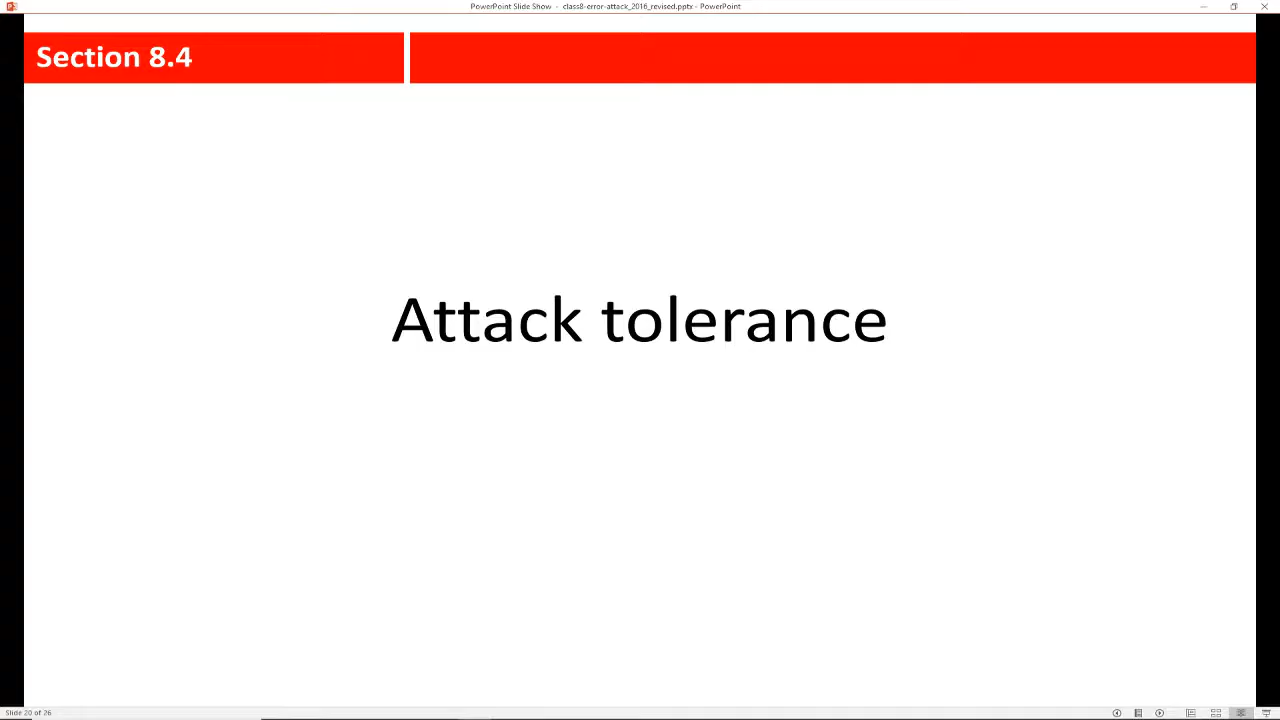 PowerPoint Slide Show - class8-error-attack_2016_revised.pptx - PowerPoint
Section 8.4
Attack tolerance
Slide 20 of 26